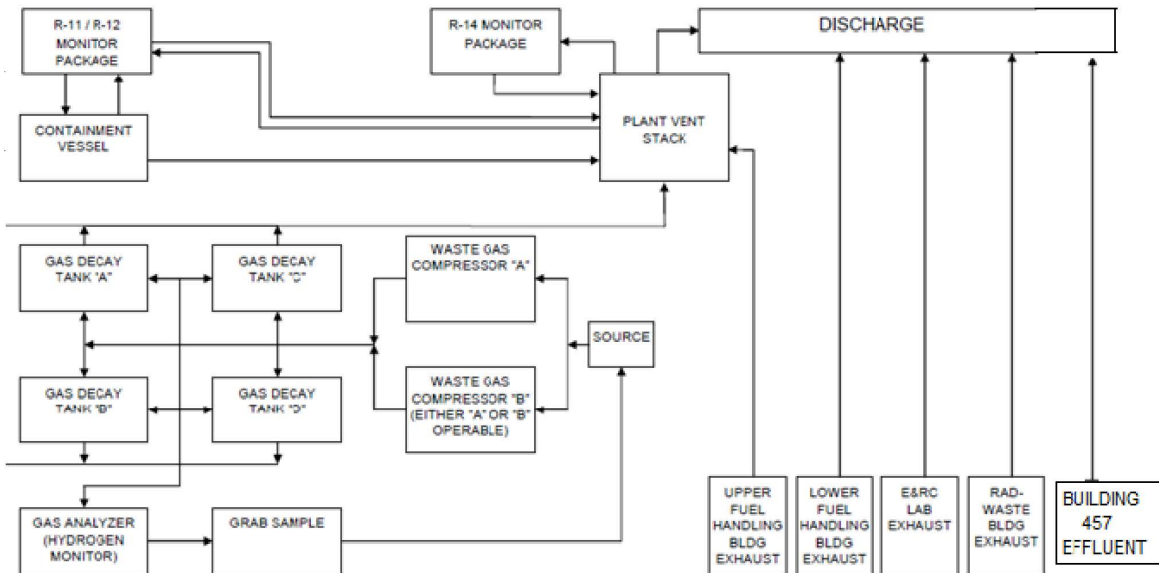 R-11 / R-12
MONITOR
PACKAGE
R-14 MONITOR
PACKAGE
DISCHARGE
CONTAINMENT
VESSEL
PLANT VENT
STACK
GAS DECAY
TANK "A"
GAS DECAY
TANK "C"
WASTE GAS
COMPRESSOR "A"
SOURCE
GAS DECAY
TANK "B"
GAS DECAY
TANK "D"
WASTE GAS
COMPRESSOR "B"
(EITHER "A" OR "B"
OPERABLE)
GAS ANALYZER
(HYDROGEN
MONITOR)
GRAB SAMPLE
UPPER
FUEL
HANDLING
BLDG
EXHAUST
LOWER
FUEL
HANDLING
BLDG
EXHAUST
E&RC
LAB
EXHAUST
RAD-
WASTE
BLDG
EXHAUST
BUILDING
457
EFFLUENT